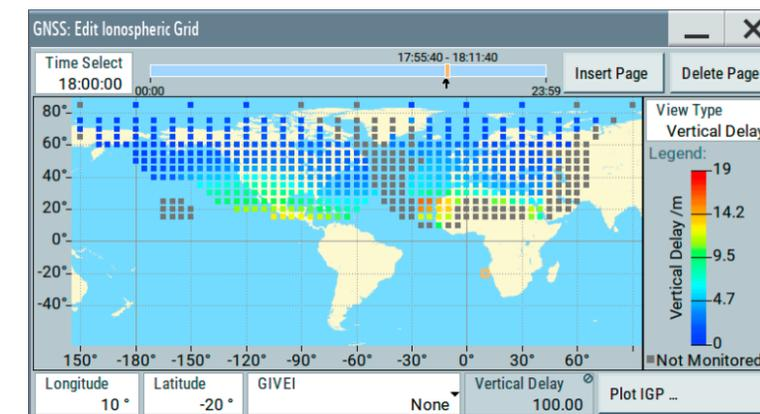 GNSS: Edit Ionospheric Grid
Time Select
18:00:00
17:55:40 - 18:11:40
00:00
23:59
Insert Page
Delete Page
80°
60°
40°
20°
0°
-20°
-40°
150° -180° -150° -120° -90° -60° -30° 0° 30° 60°
View Type
Vertical Delay
Legend:
Vertical Delay /m
19
14.2
9.5
4.7
0
Not Monitored
Longitude
10 °
Latitude
-20 °
GIVEI
None
Vertical Delay
100.00
Plot IGP ...